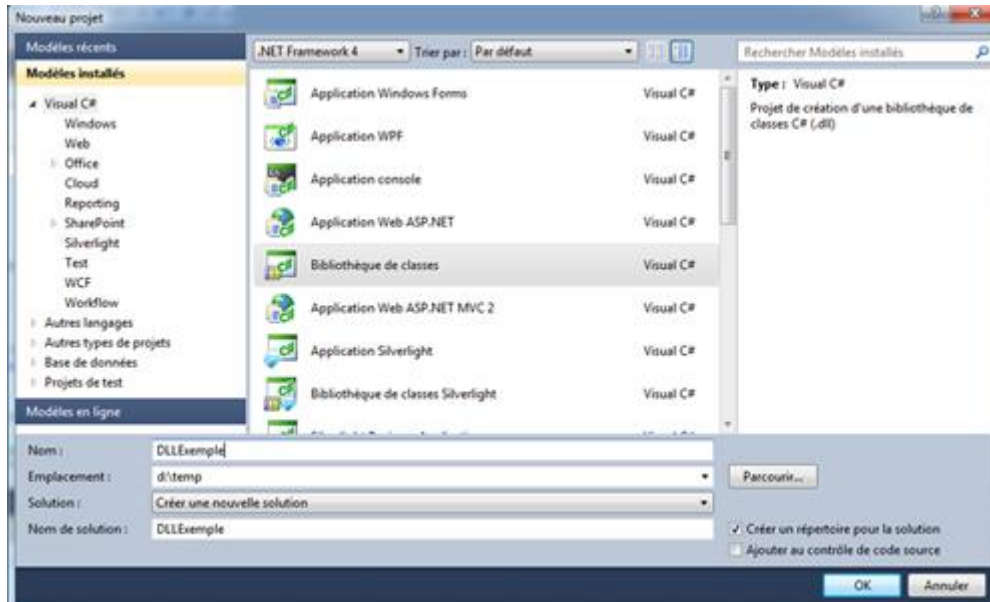 Nouveau projet
Modèles récents
Modèles installés
Visual C#
Windows
Web
Office
Cloud
Reporting
SharePoint
Silverlight
Test
WCF
Workflow
Autres langages
Autres types de projets
Base de données
Projets de test
Modèles en ligne
.NET Framework 4
Trier par : Par défaut
Application Windows Forms Visual C#
Application WPF Visual C#
Application console Visual C#
Application Web ASP.NET Visual C#
Bibliothèque de classes Visual C#
Application Web ASP.NET MVC 2 Visual C#
Application Silverlight Visual C#
Bibliothèque de classes Silverlight Visual C#
Rechercher Modèles installés
Type : Visual C#
Projet de création d'une bibliothèque de
classes C# (.dll)
Nom : DLLExemple
Emplacement : d:\temp
Parcourir...
Solution : Créer une nouvelle solution
Nom de solution : DLLExemple
Créer un répertoire pour la solution
Ajouter au contrôle de code source
OK Annuler